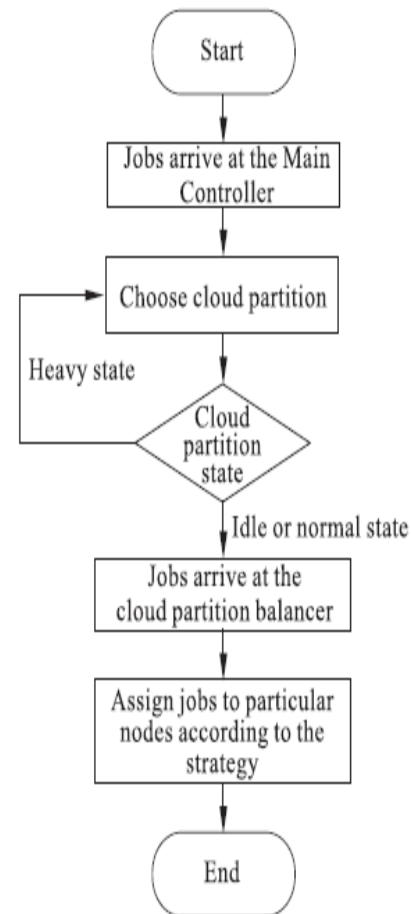 Start
Jobs arrive at the Main
Controller
Choose cloud partition
Heavy state
Cloud
partition
state
Idle or normal state
Jobs arrive at the
cloud partition balancer
Assign jobs to particular
nodes according to the
strategy
End